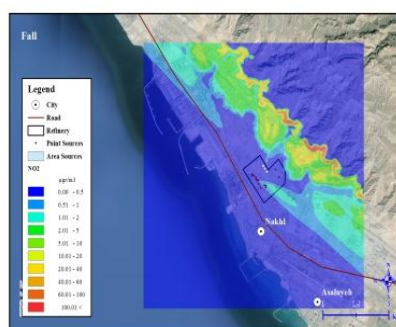 Fall
Legend
City
Road
Refinery
Point Sources
Area Sources
NO2
µgr/m3
0.00 - 0.5
0.51 - 1
1.01 - 2
2.01 - 5
5.01 - 10
10.01 - 20
20.01 - 40
40.01 - 60
60.01 - 100
100.01 <
Nakhl
Asaluyeh